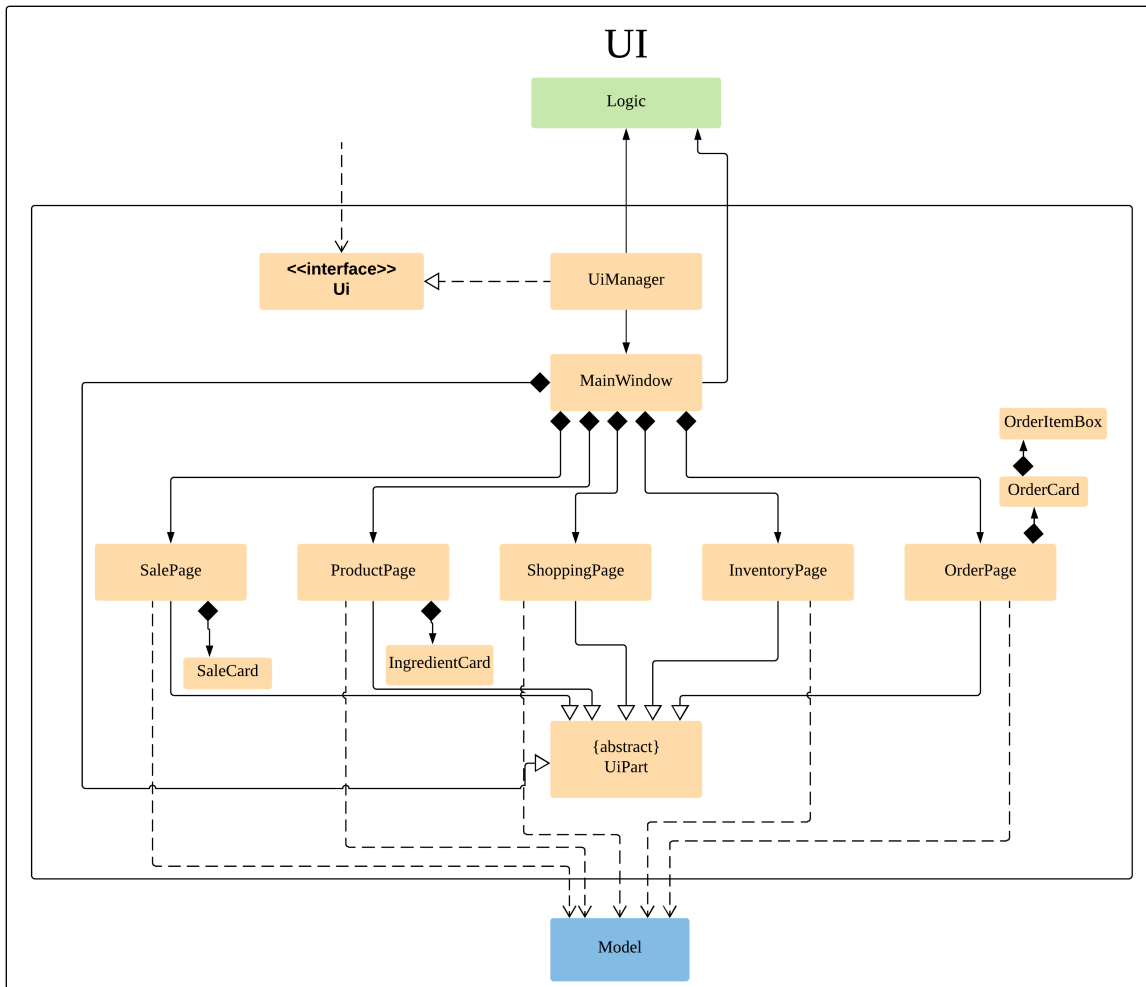 UI
Logic
<<interface>>
Ui
UiManager
MainWindow
OrderItemBox
OrderCard
SalePage
ProductPage
ShoppingPage
InventoryPage
OrderPage
SaleCard
IngredientCard
{abstract}
UiPart
Model